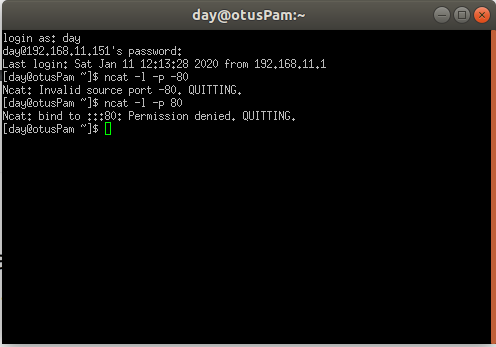 day@otusPam:~
login as: day
day@192.168.11.151's password:
Last login: Sat Jan 11 12:13:28 2020 from 192.168.11.1
[day@otusPam ~]$ ncat -l -p -80
Ncat: Invalid source port -80. QUITTING.
[day@otusPam ~]$ ncat -l -p 80
Ncat: bind to :::80: Permission denied. QUITTING.
[day@otusPam ~]$